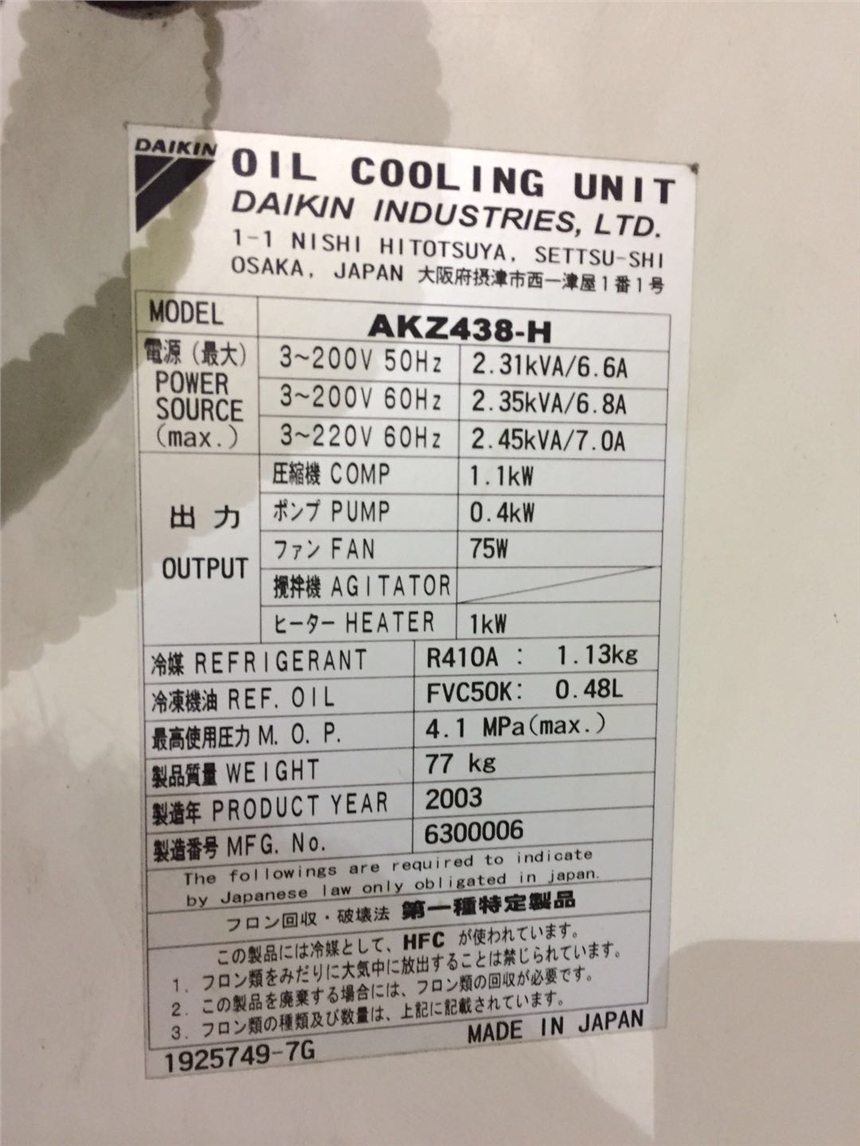 DAIKIN
OIL COOLING UNIT
DAIKIN INDUSTRIES, LTD.
1-1 NISHI HITOTSUYA, SETTSU-SHI
OSAKA, JAPAN 大阪府摂津市西一津屋1番1号
MODEL AKZ438-H
電源(最大) POWER SOURCE (max.)
3~200V 50Hz 2.31kVA/6.6A
3~200V 60Hz 2.35kVA/6.8A
3~220V 60Hz 2.45kVA/7.0A
出力 OUTPUT
圧縮機 COMP 1.1kW
ポンプ PUMP 0.4kW
ファン FAN 75W
攪拌機 AGITATOR
ヒーター HEATER 1kW
冷媒 REFRIGERANT R410A : 1.13kg
冷凍機油 REF. OIL FVC50K: 0.48L
最高使用圧力 M. O. P. 4.1 MPa(max.)
製品質量 WEIGHT 77 kg
製造年 PRODUCT YEAR 2003
製造番号 MFG. No. 6300006
The followings are required to indicate
by Japanese law only obligated in japan.
フロン回収・破壊法 第一種特定製品
この製品には冷媒として、HFC が使われています。
1. フロン類をみだりに大気中に放出することは禁じられています。
2. この製品を廃棄する場合には、フロン類の回収が必要です。
3. フロン類の種類及び数量は、上記に記載されています。
1925749-7G MADE IN JAPAN